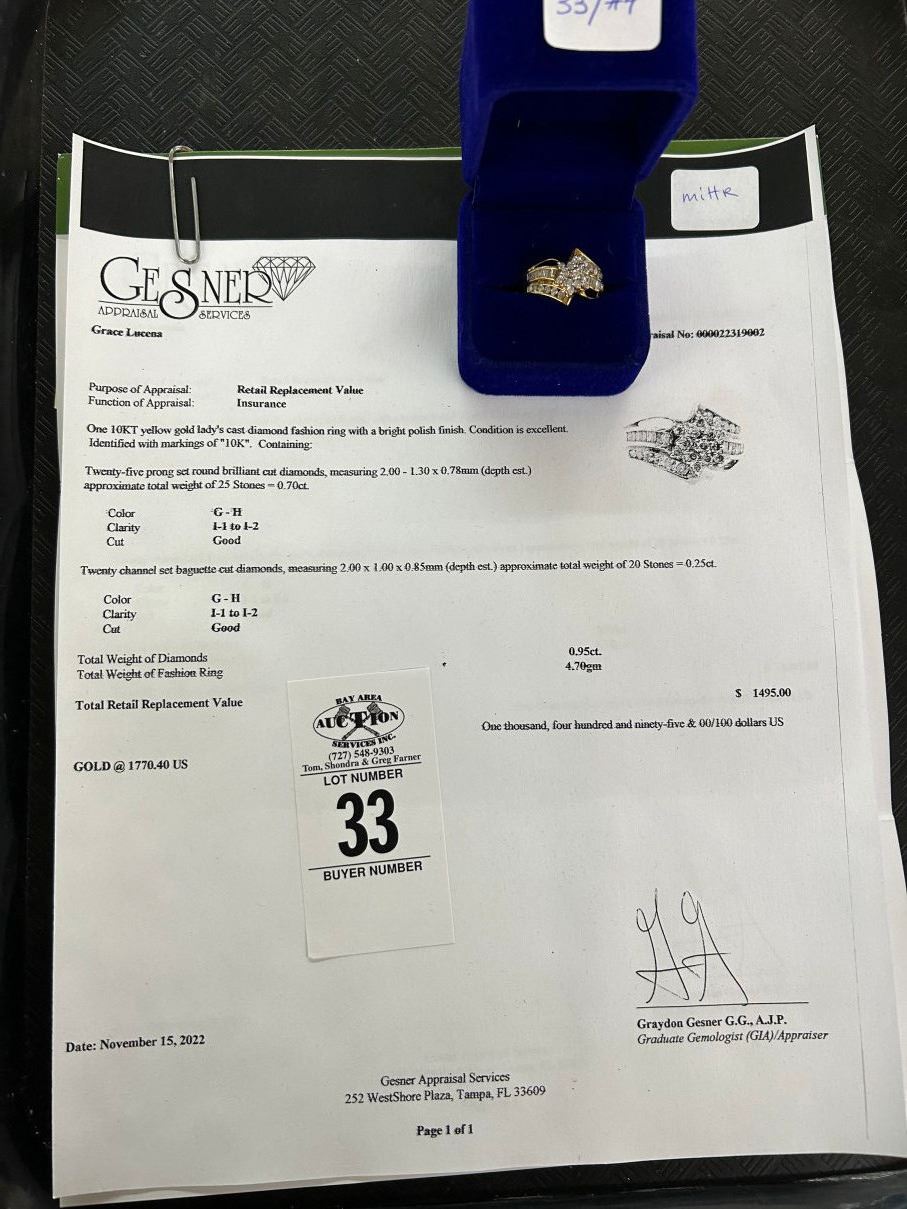 33/#7
miHR
GESNER
APPRAISAL SERVICES
Grace Lucena
aisal No: 000022319002
Purpose of Appraisal: Retail Replacement Value
Function of Appraisal: Insurance
One 10KT yellow gold lady's cast diamond fashion ring with a bright polish finish. Condition is excellent.
Identified with markings of "10K". Containing:
Twenty-five prong set round brilliant cut diamonds, measuring 2.00 - 1.30 x 0.78mm (depth est.)
approximate total weight of 25 Stones = 0.70ct.
Color G - H
Clarity I-1 to I-2
Cut Good
Twenty channel set baguette cut diamonds, measuring 2.00 x 1.00 x 0.85mm (depth est.) approximate total weight of 20 Stones = 0.25ct.
Color G - H
Clarity I-1 to I-2
Cut Good
Total Weight of Diamonds 0.95ct.
Total Weight of Fashion Ring 4.70gm
Total Retail Replacement Value $ 1495.00
One thousand, four hundred and ninety-five & 00/100 dollars US
GOLD @ 1770.40 US
BAY AREA
AUCTION
SERVICES INC.
(727) 548-9303
Tom, Shondra & Greg Farner
LOT NUMBER
33
BUYER NUMBER
Graydon Gesner G.G., A.J.P.
Graduate Gemologist (GIA)/Appraiser
Date: November 15, 2022
Gesner Appraisal Services
252 WestShore Plaza, Tampa, FL 33609
Page 1 of 1